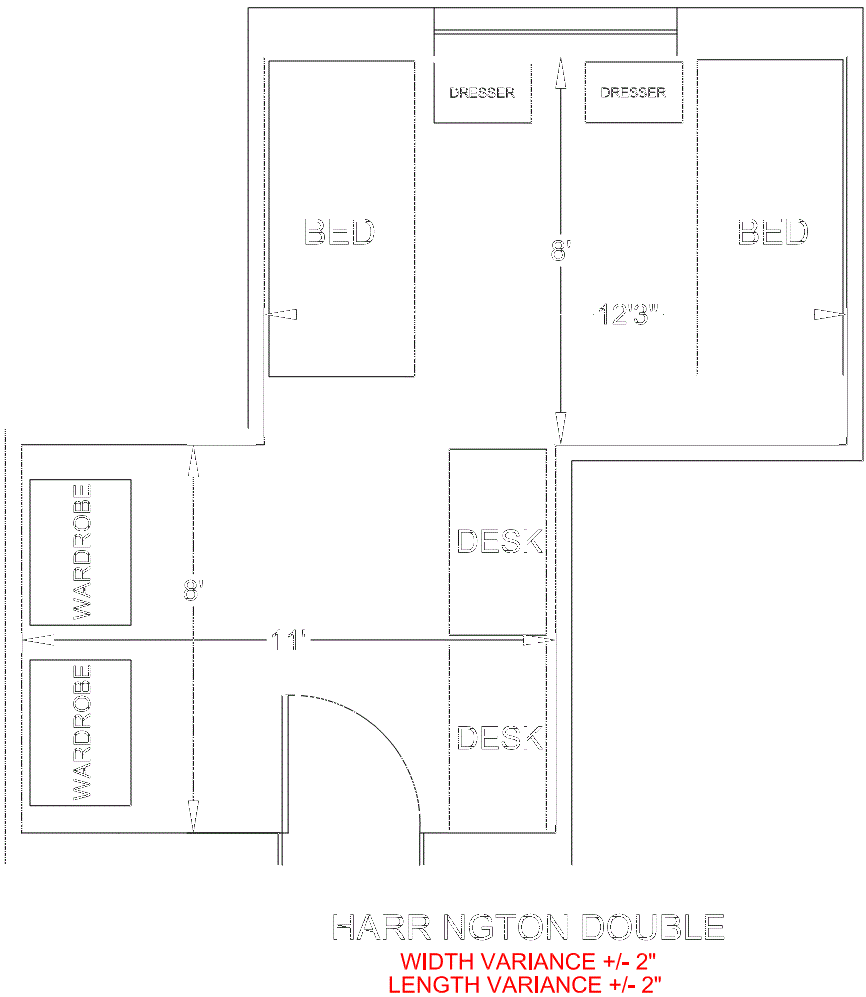 DRESSER
DRESSER
BED
BED
8'
12'3"
WARDROBE
DESK
8'
11'
WARDROBE
DESK
HARR NGTON DOUBLE
WIDTH VARIANCE +/- 2"
LENGTH VARIANCE +/- 2"